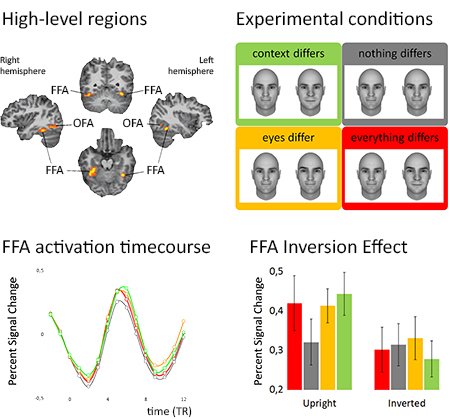 High-level regions
Experimental conditions
Right
hemisphere
Left
hemisphere
FFA
FFA
OFA
OFA
FFA
FFA
context differs
nothing differs
eyes differ
everything differs
FFA activation timecourse
FFA Inversion Effect
Percent Signal Change
0,5
0
-0,5
0
4
8
12
time (TR)
Percent Signal Change
0,5
0,4
0,3
0,2
Upright
Inverted